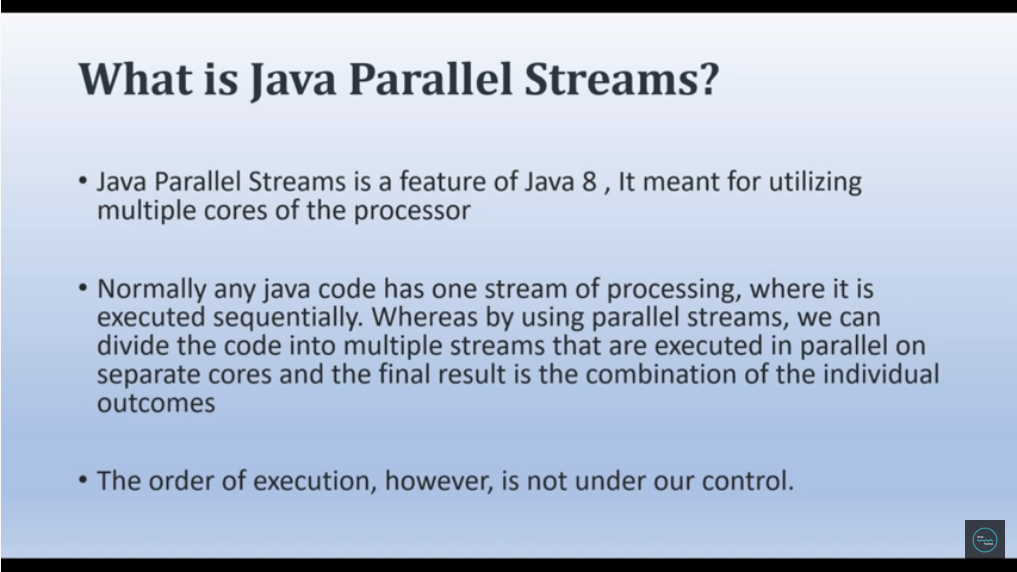 What is Java Parallel Streams?
• Java Parallel Streams is a feature of Java 8 , It meant for utilizing
multiple cores of the processor
• Normally any java code has one stream of processing, where it is
executed sequentially. Whereas by using parallel streams, we can
divide the code into multiple streams that are executed in parallel on
separate cores and the final result is the combination of the individual
outcomes
• The order of execution, however, is not under our control.